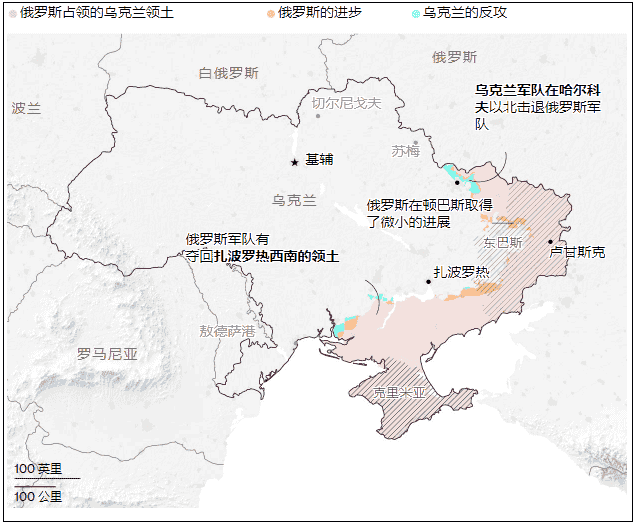 俄罗斯占领的乌克兰领土
俄罗斯的进步
乌克兰的反攻
俄罗斯
白俄罗斯
波兰
切尔尼戈夫
乌克兰军队在哈尔科
夫以北击退俄罗斯军
队
苏梅
基辅
乌克兰
俄罗斯在顿巴斯取得
了微小的进展
俄罗斯军队有
夺回扎波罗热西南的领土
东巴斯
卢甘斯克
扎波罗热
敖德萨港
罗马尼亚
克里米亚
100 英里
100 公里